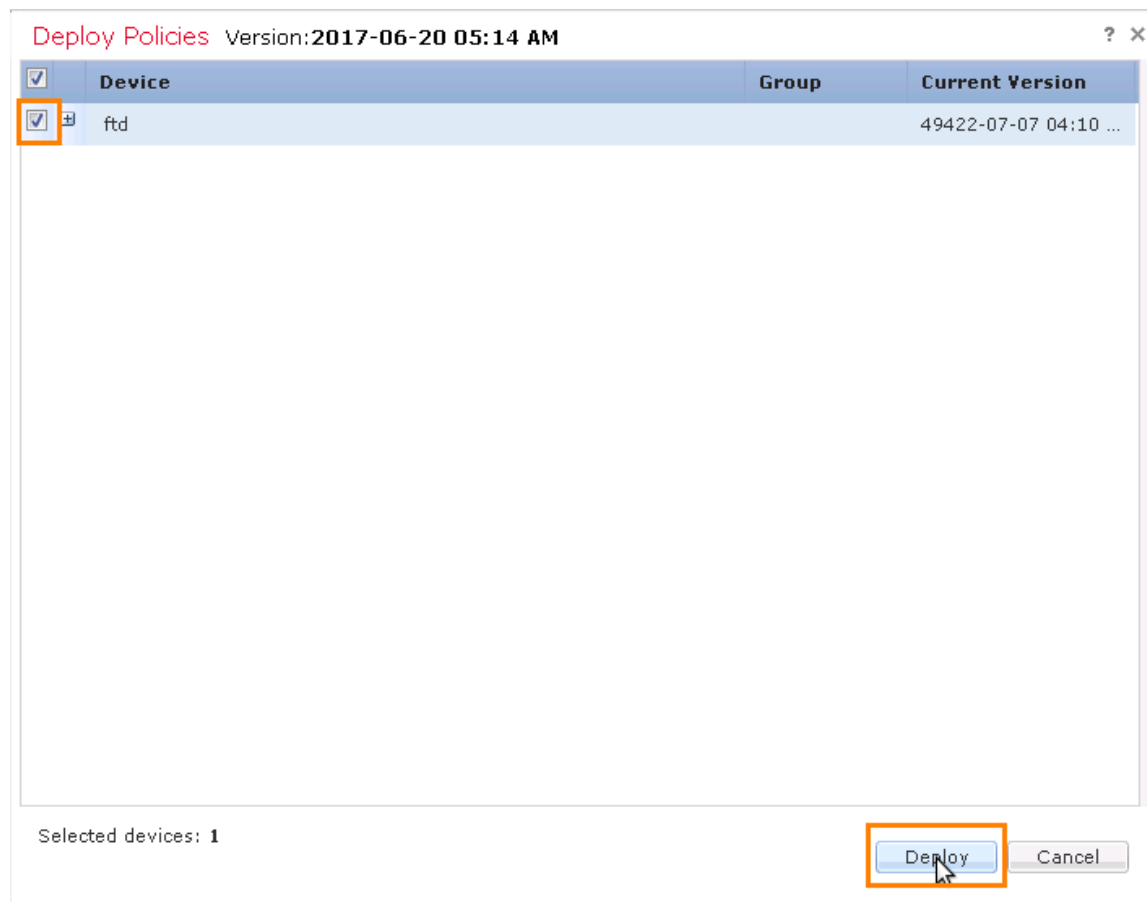 Deploy Policies Version:2017-06-20 05:14 AM ? ×
Device Group Current Version
ftd 49422-07-07 04:10 ...
Selected devices: 1
Deploy Cancel